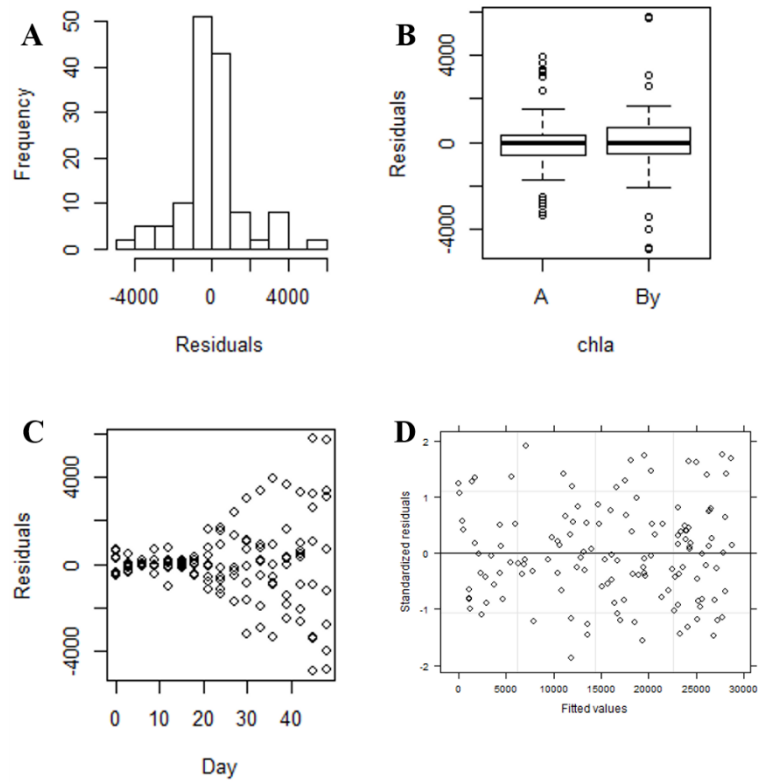 A
Frequency
50
40
30
20
10
0
-4000 0 4000
Residuals
B
Residuals
4000
0
-4000
A By
chla
C
Residuals
4000
0
-4000
0 10 20 30 40
Day
D
Standardized residuals
2
1
0
-1
-2
0 5000 10000 15000 20000 25000 30000
Fitted values